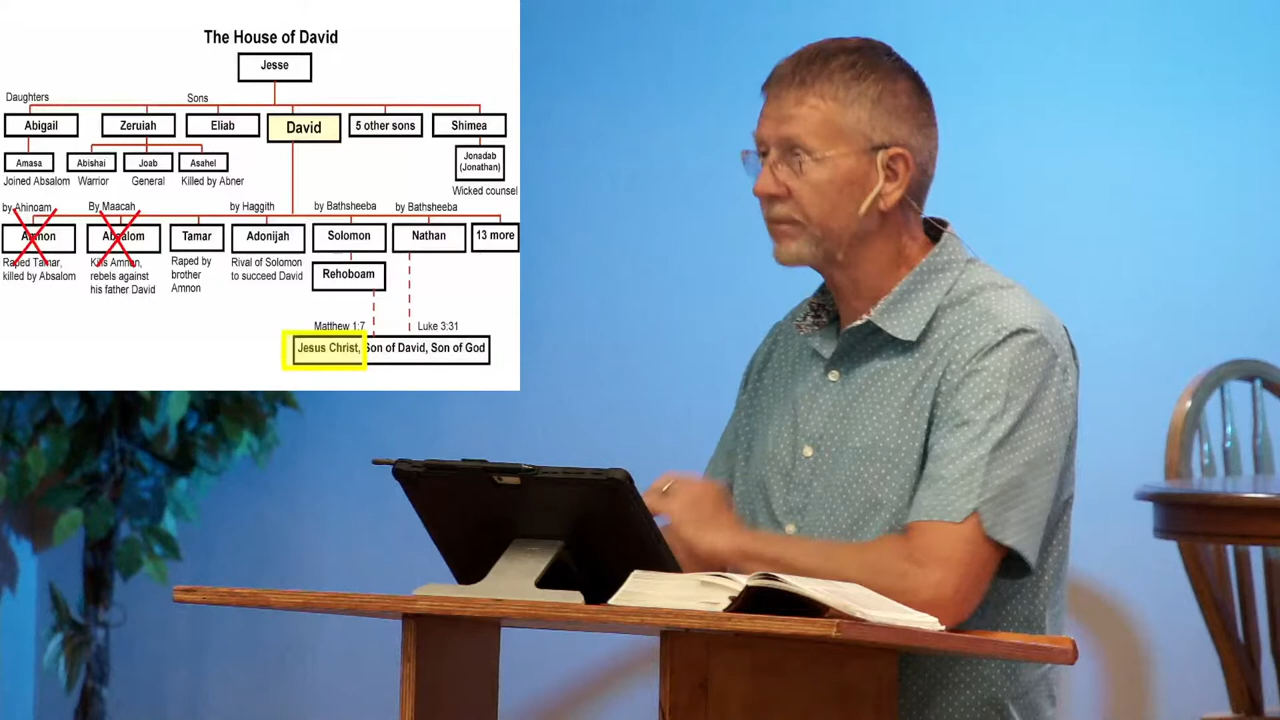 The House of David
Jesse
Daughters
Sons
Abigail
Zeruiah
Eliab
David
5 other sons
Shimea
Amasa
Abishai
Joab
Asahel
Jonadab
(Jonathan)
Joined Absalom
Warrior
General
Killed by Abner
Wicked counsel
by Ahinoam
By Maacah
by Haggith
by Bathsheeba
by Bathsheeba
Amnon
Absalom
Tamar
Adonijah
Solomon
Nathan
13 more
Raped Tamar,
killed by Absalom
Kills Amnon,
rebels against
his father David
Raped by
brother
Amnon
Rival of Solomon
to succeed David
Rehoboam
Matthew 1:7
Luke 3:31
Jesus Christ, Son of David, Son of God